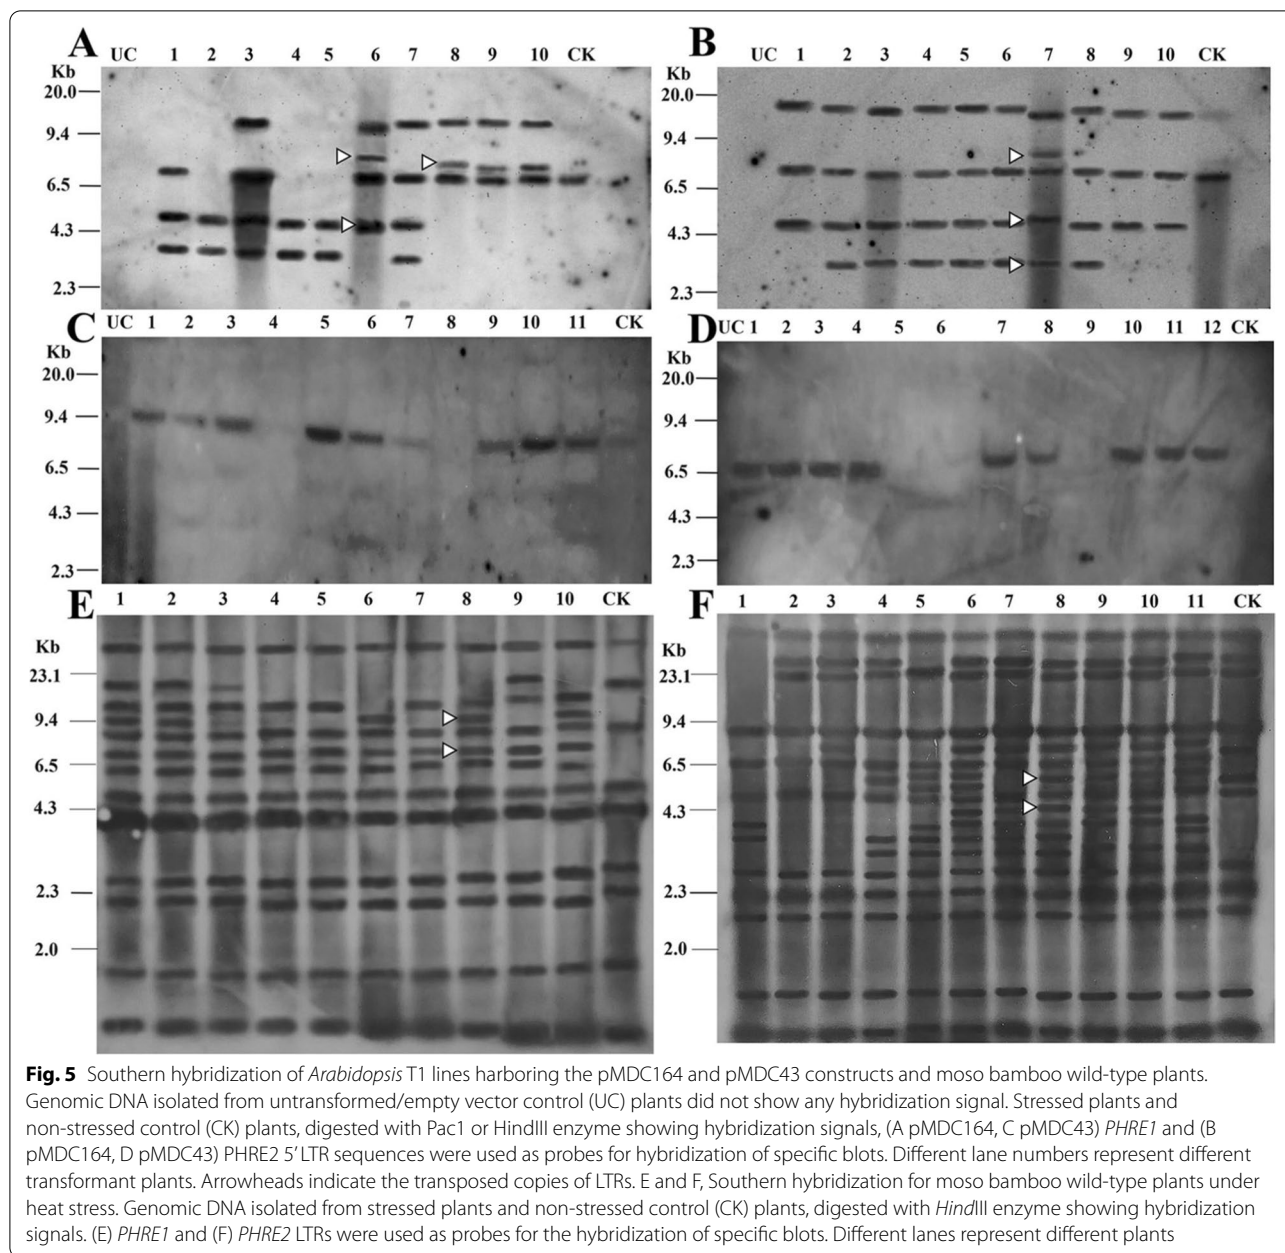 A
UC 1 2 3 4 5 6 7 8 9 10 CK
Kb
20.0
9.4
6.5
4.3
2.3
B
UC 1 2 3 4 5 6 7 8 9 10 CK
Kb
20.0
9.4
6.5
4.3
2.3
C
UC 1 2 3 4 5 6 7 8 9 10 11 CK
Kb
20.0
9.4
6.5
4.3
2.3
D
UC 1 2 3 4 5 6 7 8 9 10 11 12 CK
Kb
20.0
9.4
6.5
4.3
2.3
E
1 2 3 4 5 6 7 8 9 10 CK
Kb
23.1
9.4
6.5
4.3
2.3
2.0
F
1 2 3 4 5 6 7 8 9 10 11 CK
Kb
23.1
9.4
6.5
4.3
2.3
2.0
Fig. 5 Southern hybridization of Arabidopsis T1 lines harboring the pMDC164 and pMDC43 constructs and moso bamboo wild-type plants.
Genomic DNA isolated from untransformed/empty vector control (UC) plants did not show any hybridization signal. Stressed plants and
non-stressed control (CK) plants, digested with Pac1 or HindIII enzyme showing hybridization signals, (A pMDC164, C pMDC43) PHRE1 and (B
pMDC164, D pMDC43) PHRE2 5′ LTR sequences were used as probes for hybridization of specific blots. Different lane numbers represent different
transformant plants. Arrowheads indicate the transposed copies of LTRs. E and F, Southern hybridization for moso bamboo wild-type plants under
heat stress. Genomic DNA isolated from stressed plants and non-stressed control (CK) plants, digested with HindIII enzyme showing hybridization
signals. (E) PHRE1 and (F) PHRE2 LTRs were used as probes for the hybridization of specific blots. Different lanes represent different plants